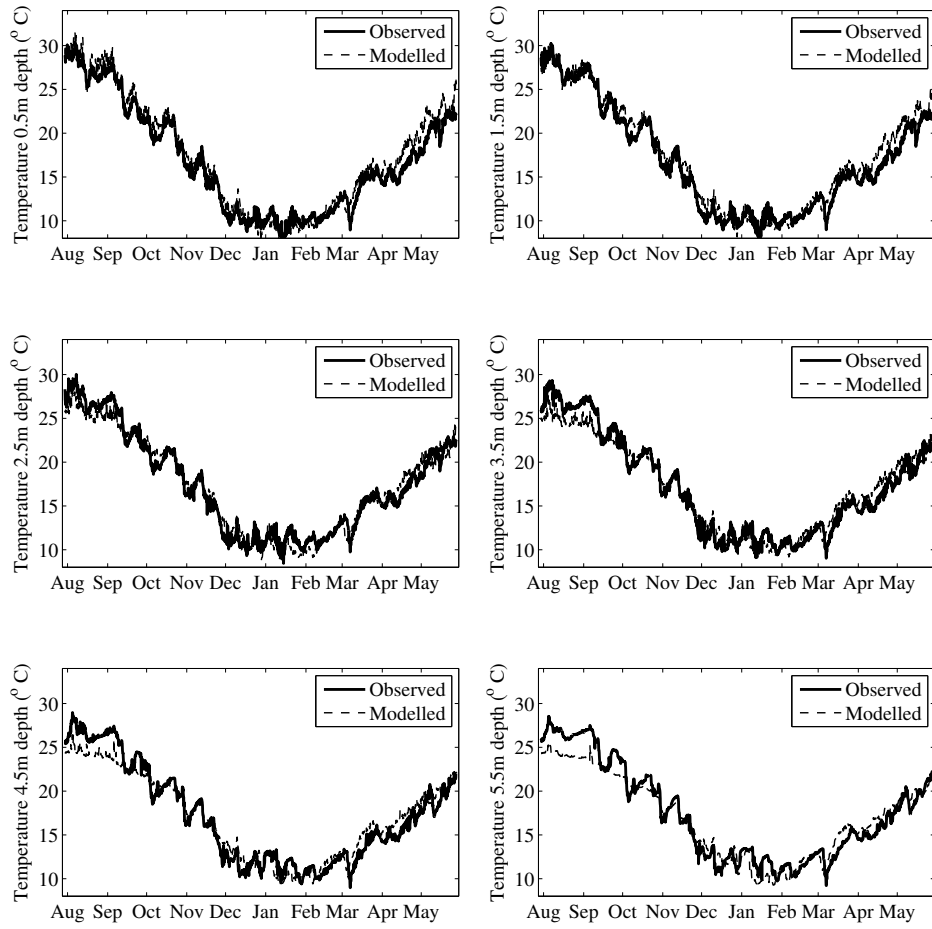 Temperature 0.5m depth (° C)
30
25
20
15
10
Observed
Modelled
Aug Sep Oct Nov Dec Jan Feb Mar Apr May
Temperature 1.5m depth (° C)
30
25
20
15
10
Observed
Modelled
Aug Sep Oct Nov Dec Jan Feb Mar Apr May
Temperature 2.5m depth (° C)
30
25
20
15
10
Observed
Modelled
Aug Sep Oct Nov Dec Jan Feb Mar Apr May
Temperature 3.5m depth (° C)
30
25
20
15
10
Observed
Modelled
Aug Sep Oct Nov Dec Jan Feb Mar Apr May
Temperature 4.5m depth (° C)
30
25
20
15
10
Observed
Modelled
Aug Sep Oct Nov Dec Jan Feb Mar Apr May
Temperature 5.5m depth (° C)
30
25
20
15
10
Observed
Modelled
Aug Sep Oct Nov Dec Jan Feb Mar Apr May